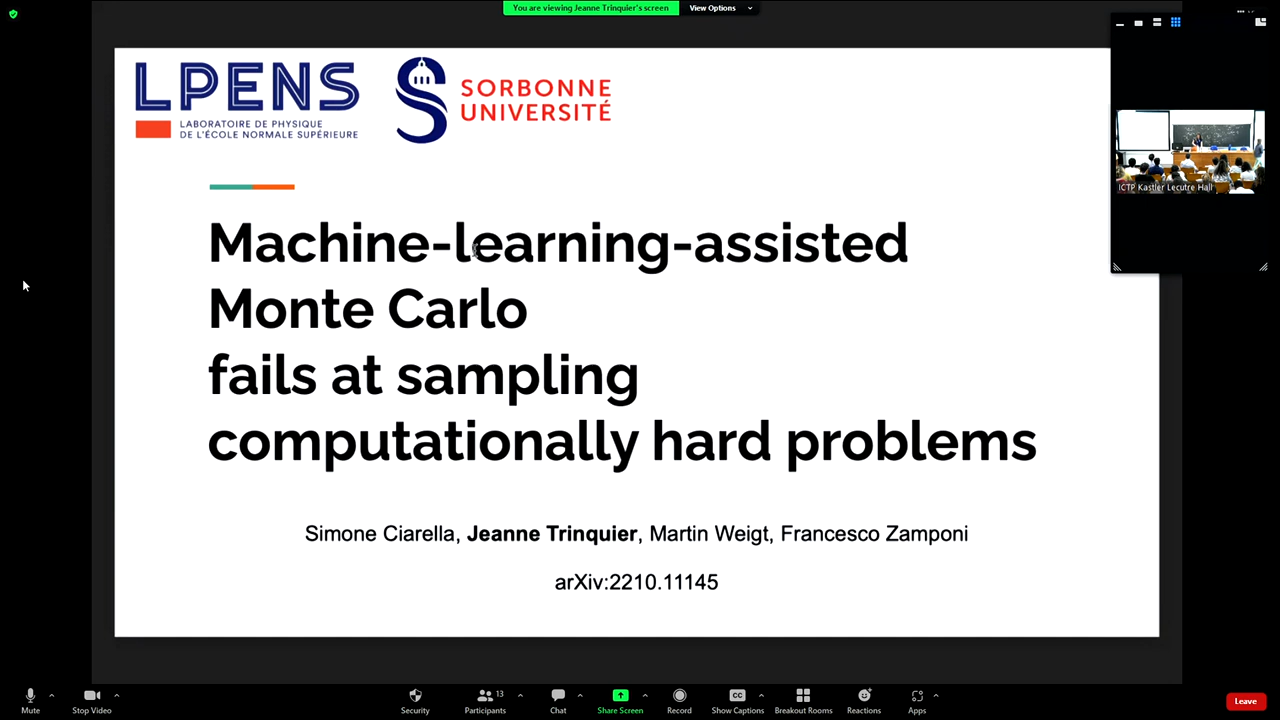 You are viewing Jeanne Trinquier's screen
View Options
LPENS
LABORATOIRE DE PHYSIQUE
DE L'ÉCOLE NORMALE SUPÉRIEURE
SORBONNE
UNIVERSITÉ
ICTP Kastler Lecutre Hall
Machine-learning-assisted
Monte Carlo
fails at sampling
computationally hard problems
Simone Ciarella, Jeanne Trinquier, Martin Weigt, Francesco Zamponi
arXiv:2210.11145
Mute
Stop Video
Security
Participants
13
Chat
Share Screen
Record
Show Captions
Breakout Rooms
Reactions
Apps
Leave